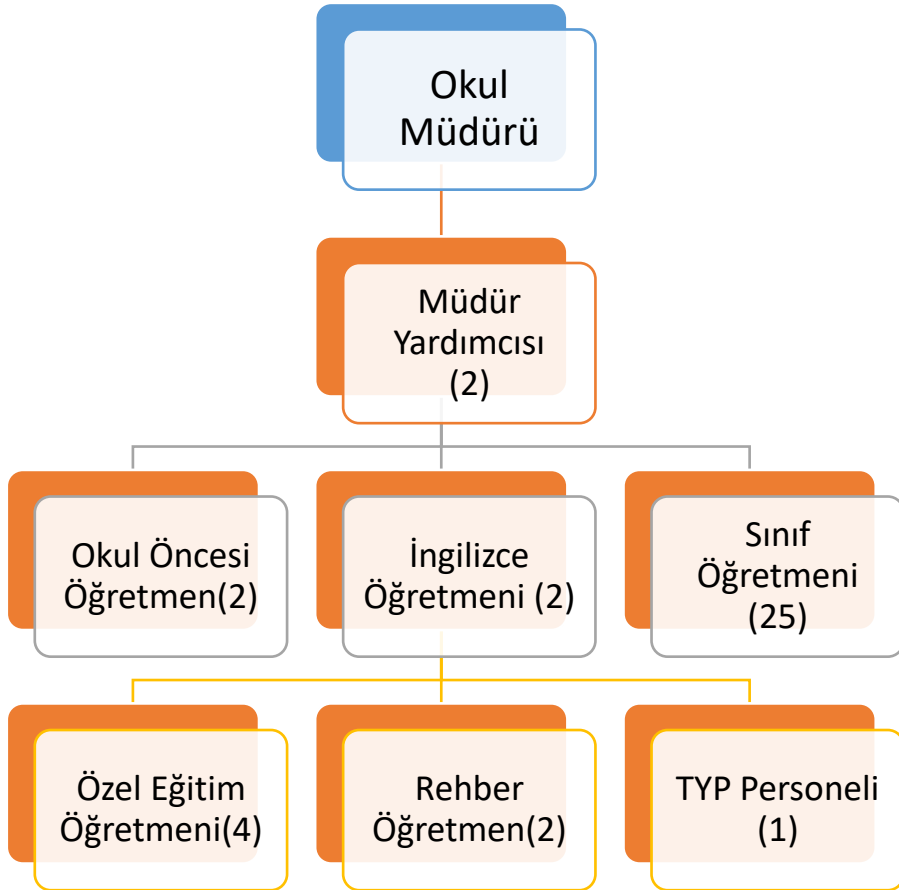 Okul
Müdürü
Müdür
Yardımcısı
(2)
Okul Öncesi
Öğretmen(2)
İngilizce
Öğretmeni (2)
Sınıf
Öğretmeni
(25)
Özel Eğitim
Öğretmeni(4)
Rehber
Öğretmen(2)
TYP Personeli
(1)